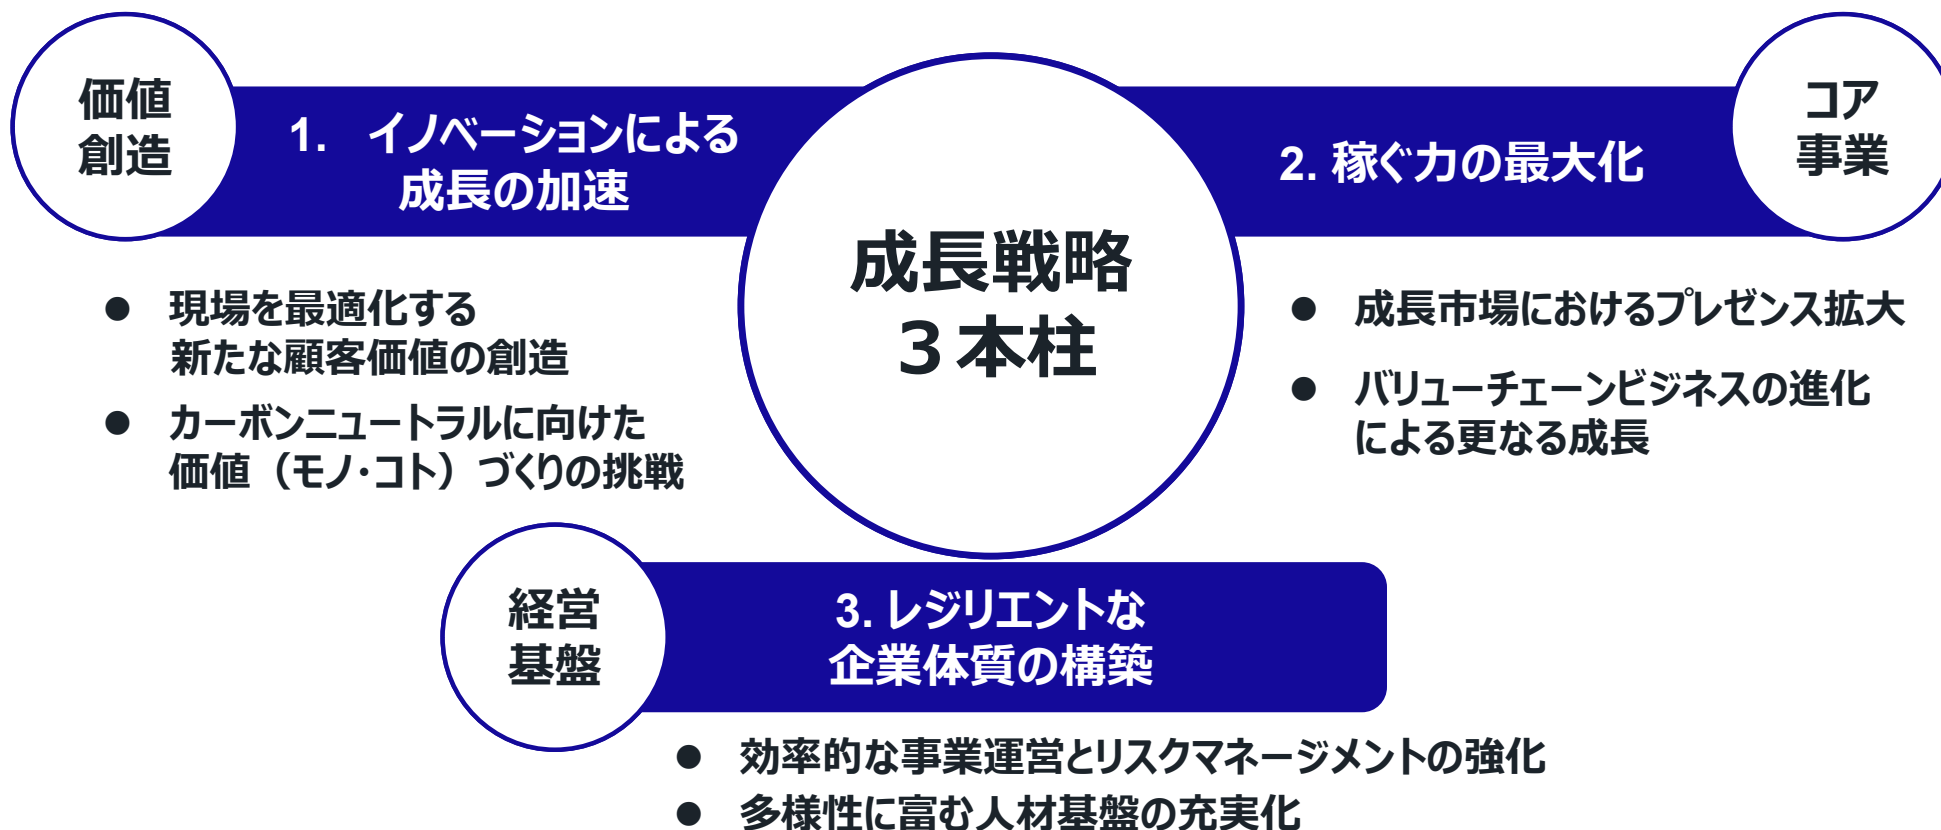 価値
創造
1. イノベーションによる
成長の加速
● 現場を最適化する
新たな顧客価値の創造
● カーボンニュートラルに向けた
価値（モノ・コト）づくりの挑戦
成長戦略
３本柱
2. 稼ぐ力の最大化
コア
事業
● 成長市場におけるプレゼンス拡大
● バリューチェーンビジネスの進化
による更なる成長
経営
基盤
3. レジリエントな
企業体質の構築
● 効率的な事業運営とリスクマネージメントの強化
● 多様性に富む人材基盤の充実化